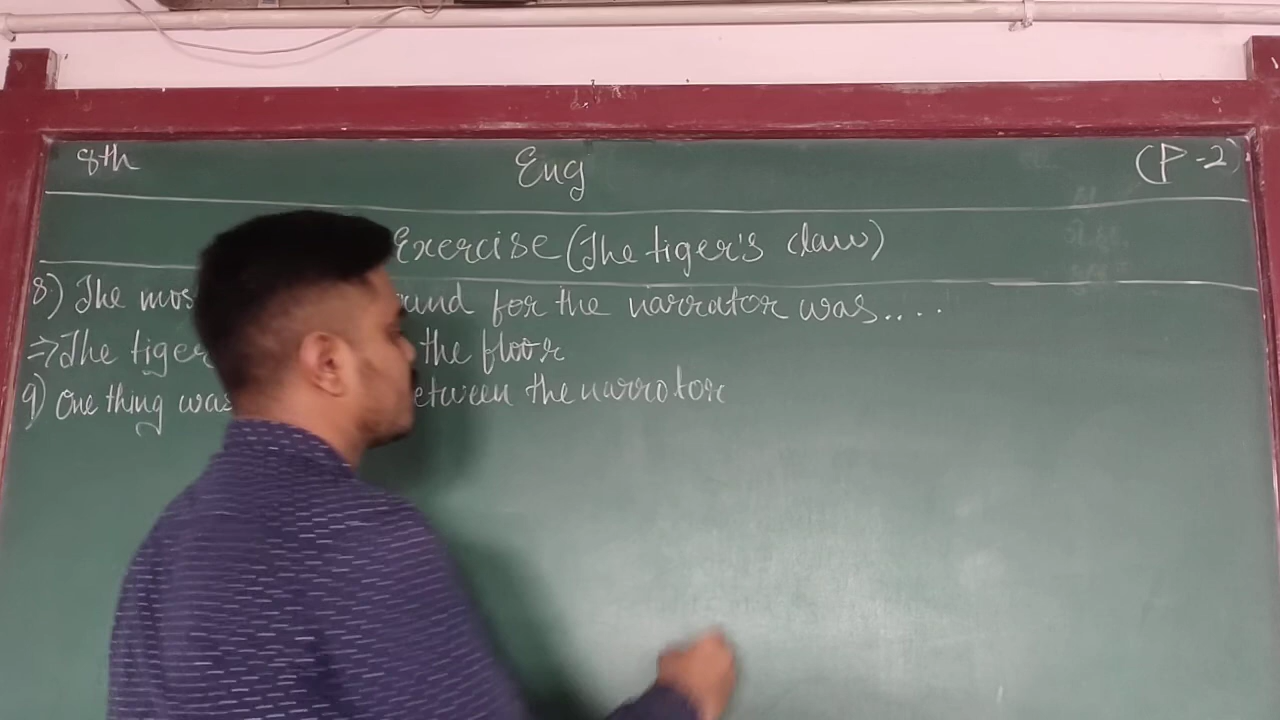 8th Eng (P-2)
Exercise (The tiger's claw)
8) The mos und for the narrator was....
⇒ The tiger the floor
9) One thing was etween the narrator